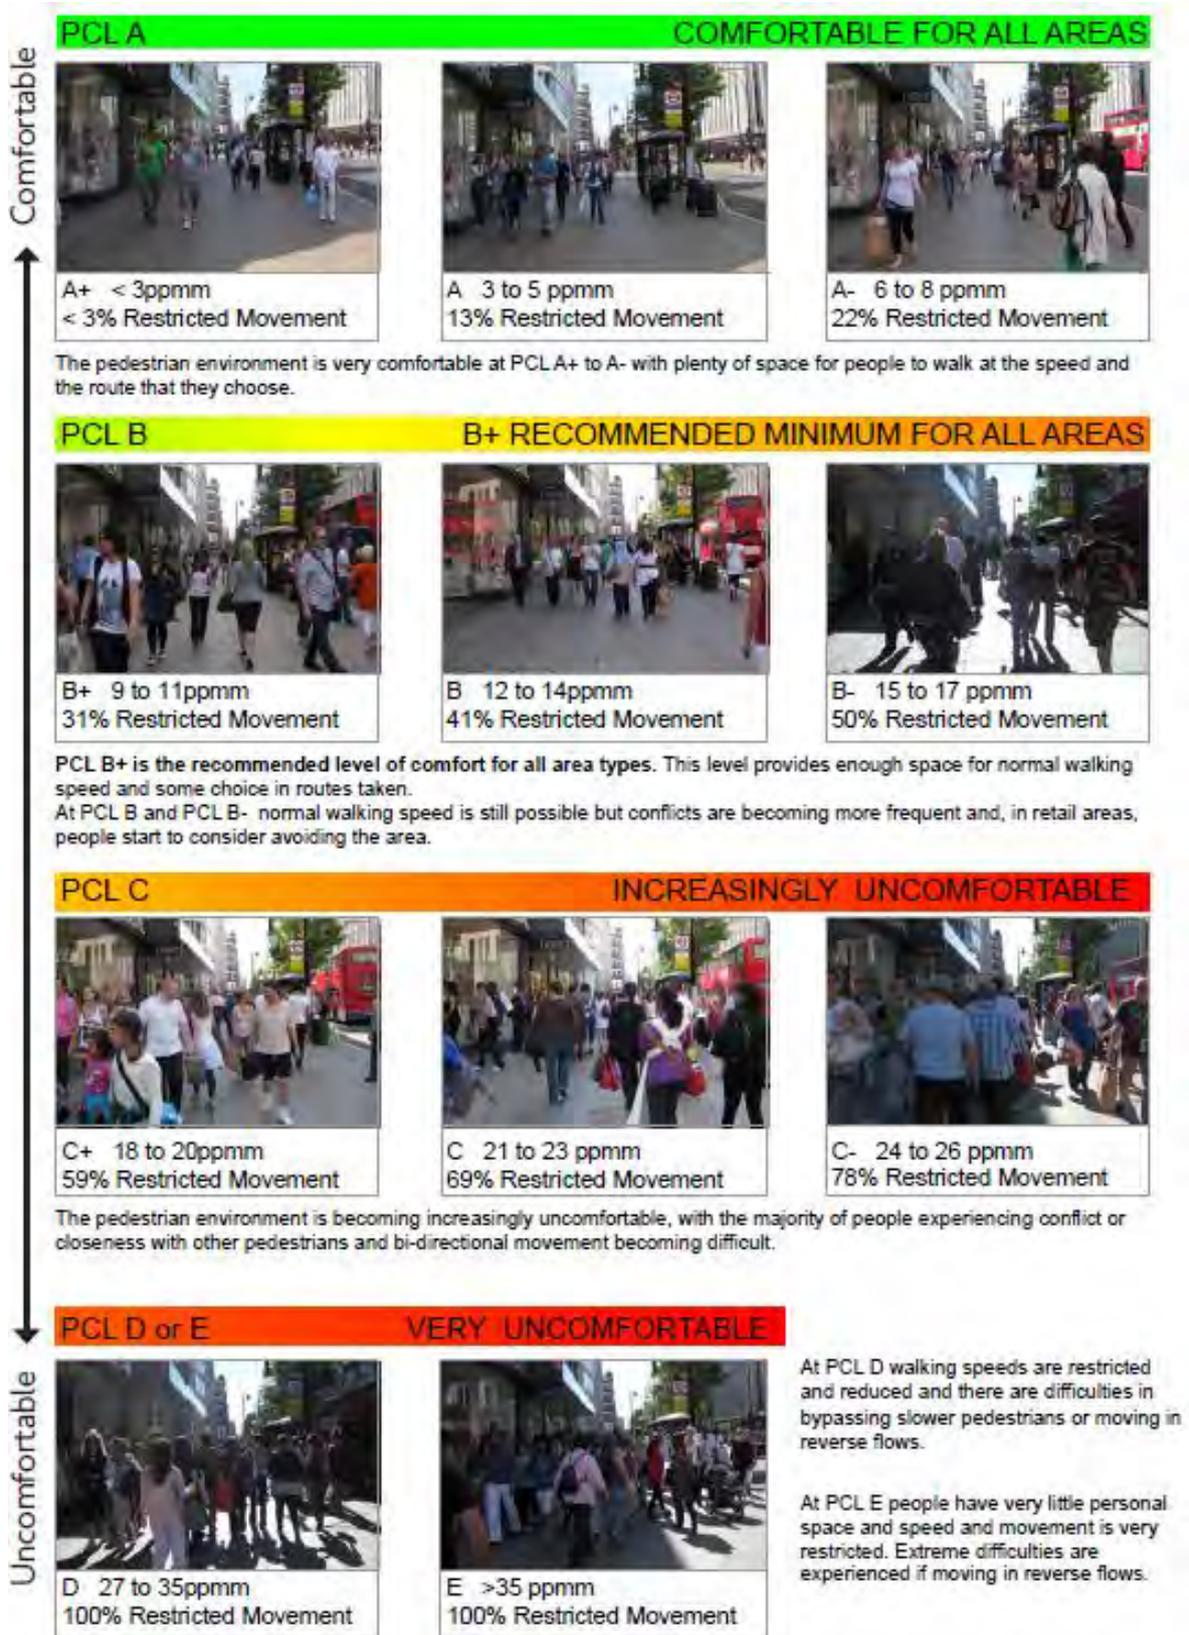 Comfortable
Uncomfortable
PCL A COMFORTABLE FOR ALL AREAS
A+ < 3ppmm
< 3% Restricted Movement
A 3 to 5 ppmm
13% Restricted Movement
A- 6 to 8 ppmm
22% Restricted Movement
The pedestrian environment is very comfortable at PCL A+ to A- with plenty of space for people to walk at the speed and
the route that they choose.
PCL B B+ RECOMMENDED MINIMUM FOR ALL AREAS
B+ 9 to 11ppmm
31% Restricted Movement
B 12 to 14ppmm
41% Restricted Movement
B- 15 to 17 ppmm
50% Restricted Movement
PCL B+ is the recommended level of comfort for all area types. This level provides enough space for normal walking
speed and some choice in routes taken.
At PCL B and PCL B- normal walking speed is still possible but conflicts are becoming more frequent and, in retail areas,
people start to consider avoiding the area.
PCL C INCREASINGLY UNCOMFORTABLE
C+ 18 to 20ppmm
59% Restricted Movement
C 21 to 23 ppmm
69% Restricted Movement
C- 24 to 26 ppmm
78% Restricted Movement
The pedestrian environment is becoming increasingly uncomfortable, with the majority of people experiencing conflict or
closeness with other pedestrians and bi-directional movement becoming difficult.
PCL D or E VERY UNCOMFORTABLE
D 27 to 35ppmm
100% Restricted Movement
E >35 ppmm
100% Restricted Movement
At PCL D walking speeds are restricted
and reduced and there are difficulties in
bypassing slower pedestrians or moving in
reverse flows.
At PCL E people have very little personal
space and speed and movement is very
restricted. Extreme difficulties are
experienced if moving in reverse flows.